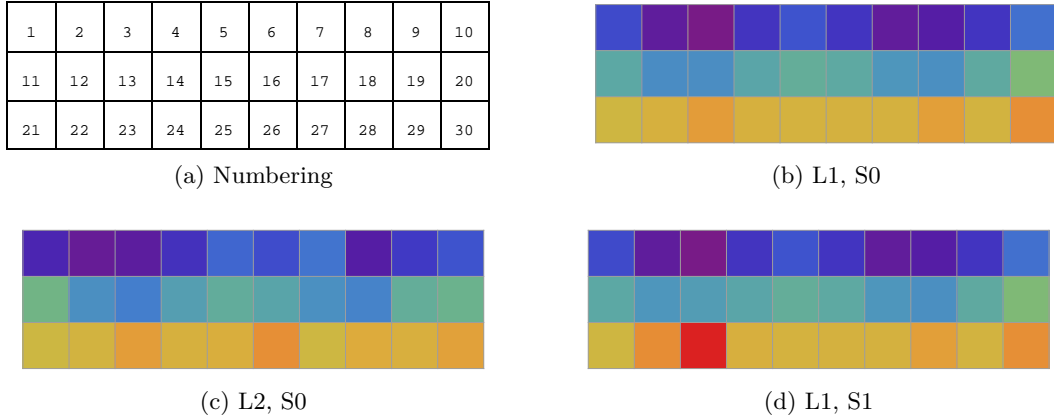 1 2 3 4 5 6 7 8 9 10
11 12 13 14 15 16 17 18 19 20
21 22 23 24 25 26 27 28 29 30
(a) Numbering
(b) L1, S0
(c) L2, S0
(d) L1, S1